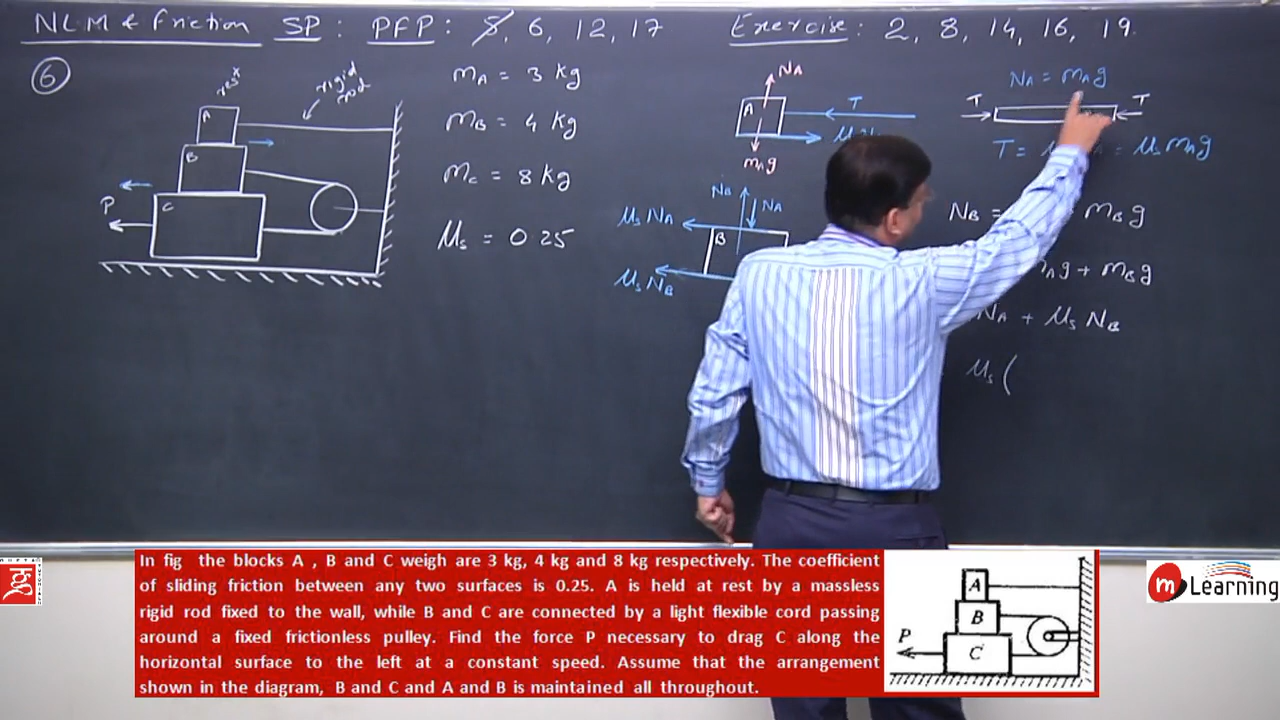 NLM & Friction SP : PFP : 5, 6, 12, 17 Exercise : 2, 8, 14, 16, 19.
6
rest
rigid rod
A
B
C
P
mA = 3 kg
mB = 4 kg
mC = 8 kg
μs = 0.25
NA
A
T
mAg
NB
NA
μs NA
B
μs NB
NA = mAg
T T
T = μs mAg
NB = mB g
mAg + mBg
NA + μs NB
μs (
In fig the blocks A , B and C weigh are 3 kg, 4 kg and 8 kg respectively. The coefficient
of sliding friction between any two surfaces is 0.25. A is held at rest by a massless
rigid rod fixed to the wall, while B and C are connected by a light flexible cord passing
around a fixed frictionless pulley. Find the force P necessary to drag C along the
horizontal surface to the left at a constant speed. Assume that the arrangement
shown in the diagram, B and C and A and B is maintained all throughout.
A
B
P
C
m Learning